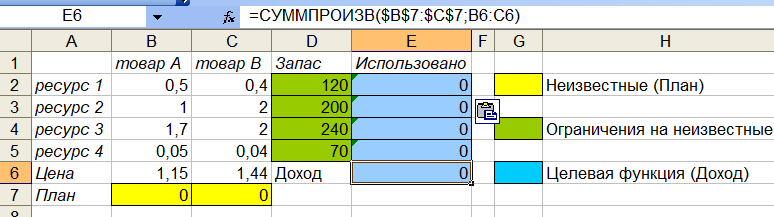 E6 =СУММПРОИЗВ($B$7:$C$7;B6:C6)
A B C D E F G H
1 товар А товар В Запас Использовано
2 ресурс 1 0,5 0,4 120 0 Неизвестные (План)
3 ресурс 2 1 2 200 0
4 ресурс 3 1,7 2 240 0 Ограничения на неизвестные
5 ресурс 4 0,05 0,04 70 0
6 Цена 1,15 1,44 Доход 0 Целевая функция (Доход)
7 План 0 0